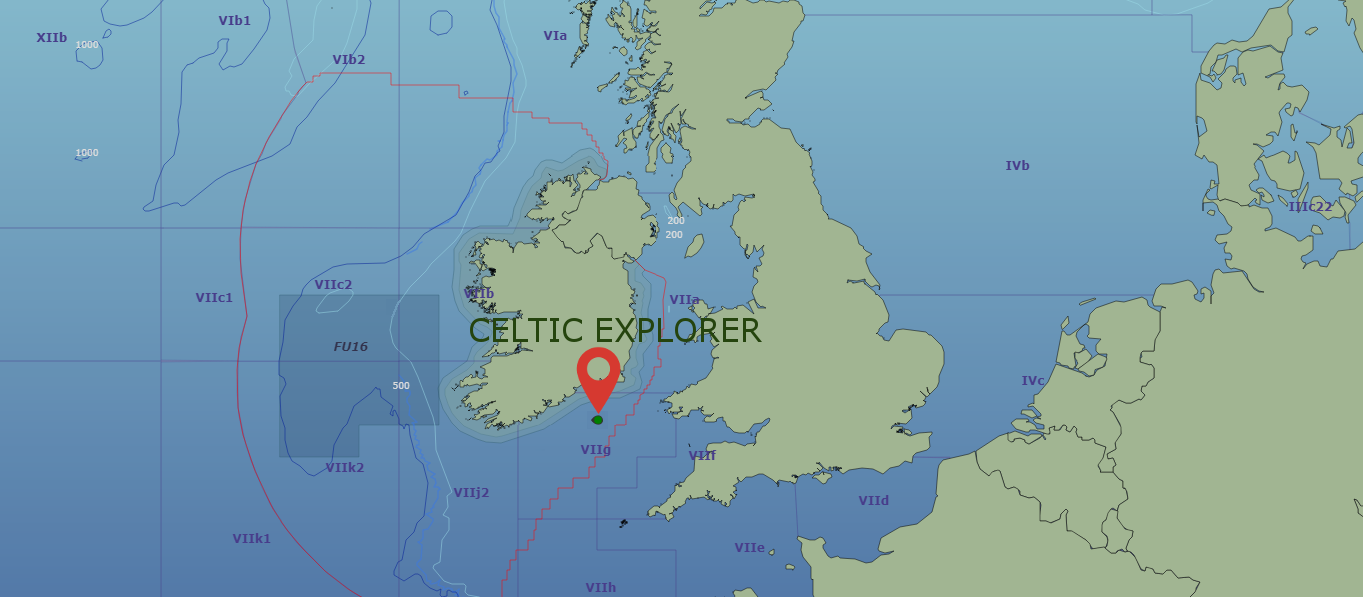 VIb1
XIIb
VIa
1000
VIb2
1000
IVb
IIIc22
200
200
VIIc2
VIIb
VIIc1
VIIa
CELTIC EXPLORER
FU16
500
IVc
VIIg
VIIf
VIIk2
VIIj2
VIId
VIIk1
VIIe
VIIh